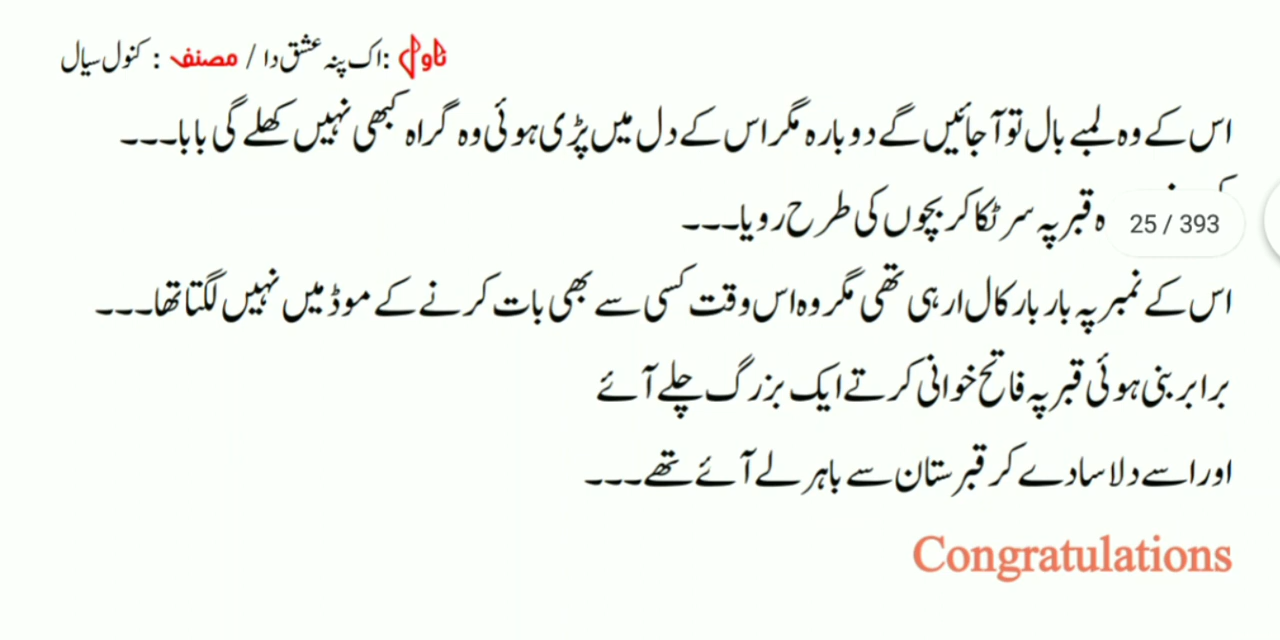 ناول: اک پنہ عشق دا / مصنف : کنول سیال
اس کے وہ لمبے بال تو آ جائیں گے دوبارہ مگر اس کے دل میں پڑی ہوئی وہ گراہ کبھی نہیں کھلے گی بابا۔۔۔
ہ قبر پہ سر ٹکا کر بچوں کی طرح رویا۔۔۔
25 / 393
اس کے نمبر پہ بار بار کال ارہی تھی مگر وہ اس وقت کسی سے بھی بات کرنے کے موڈ میں نہیں لگتا تھا۔۔۔
برابر بنی ہوئی قبر پہ فاتح خوانی کرتے ایک بزرگ چلے آئے
اور اسے دلاسا دے کر قبرستان سے باہر لے آئے تھے۔۔۔
Congratulations